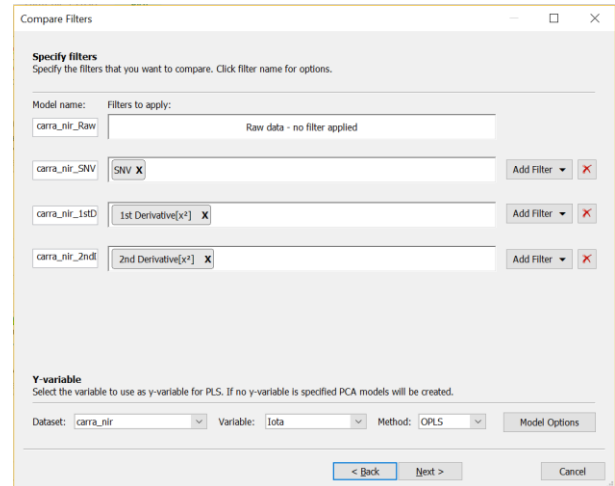 Compare Filters
Specify filters
Specify the filters that you want to compare. Click filter name for options.
Model name: Filters to apply:
carra_nir_Raw Raw data - no filter applied
carra_nir_SNV SNV X Add Filter
carra_nir_1stD 1st Derivative[x²] X Add Filter
carra_nir_2ndI 2nd Derivative[x²] X Add Filter
Y-variable
Select the variable to use as y-variable for PLS. If no y-variable is specified PCA models will be created.
Dataset: carra_nir Variable: Iota Method: OPLS Model Options
< Back Next > Cancel